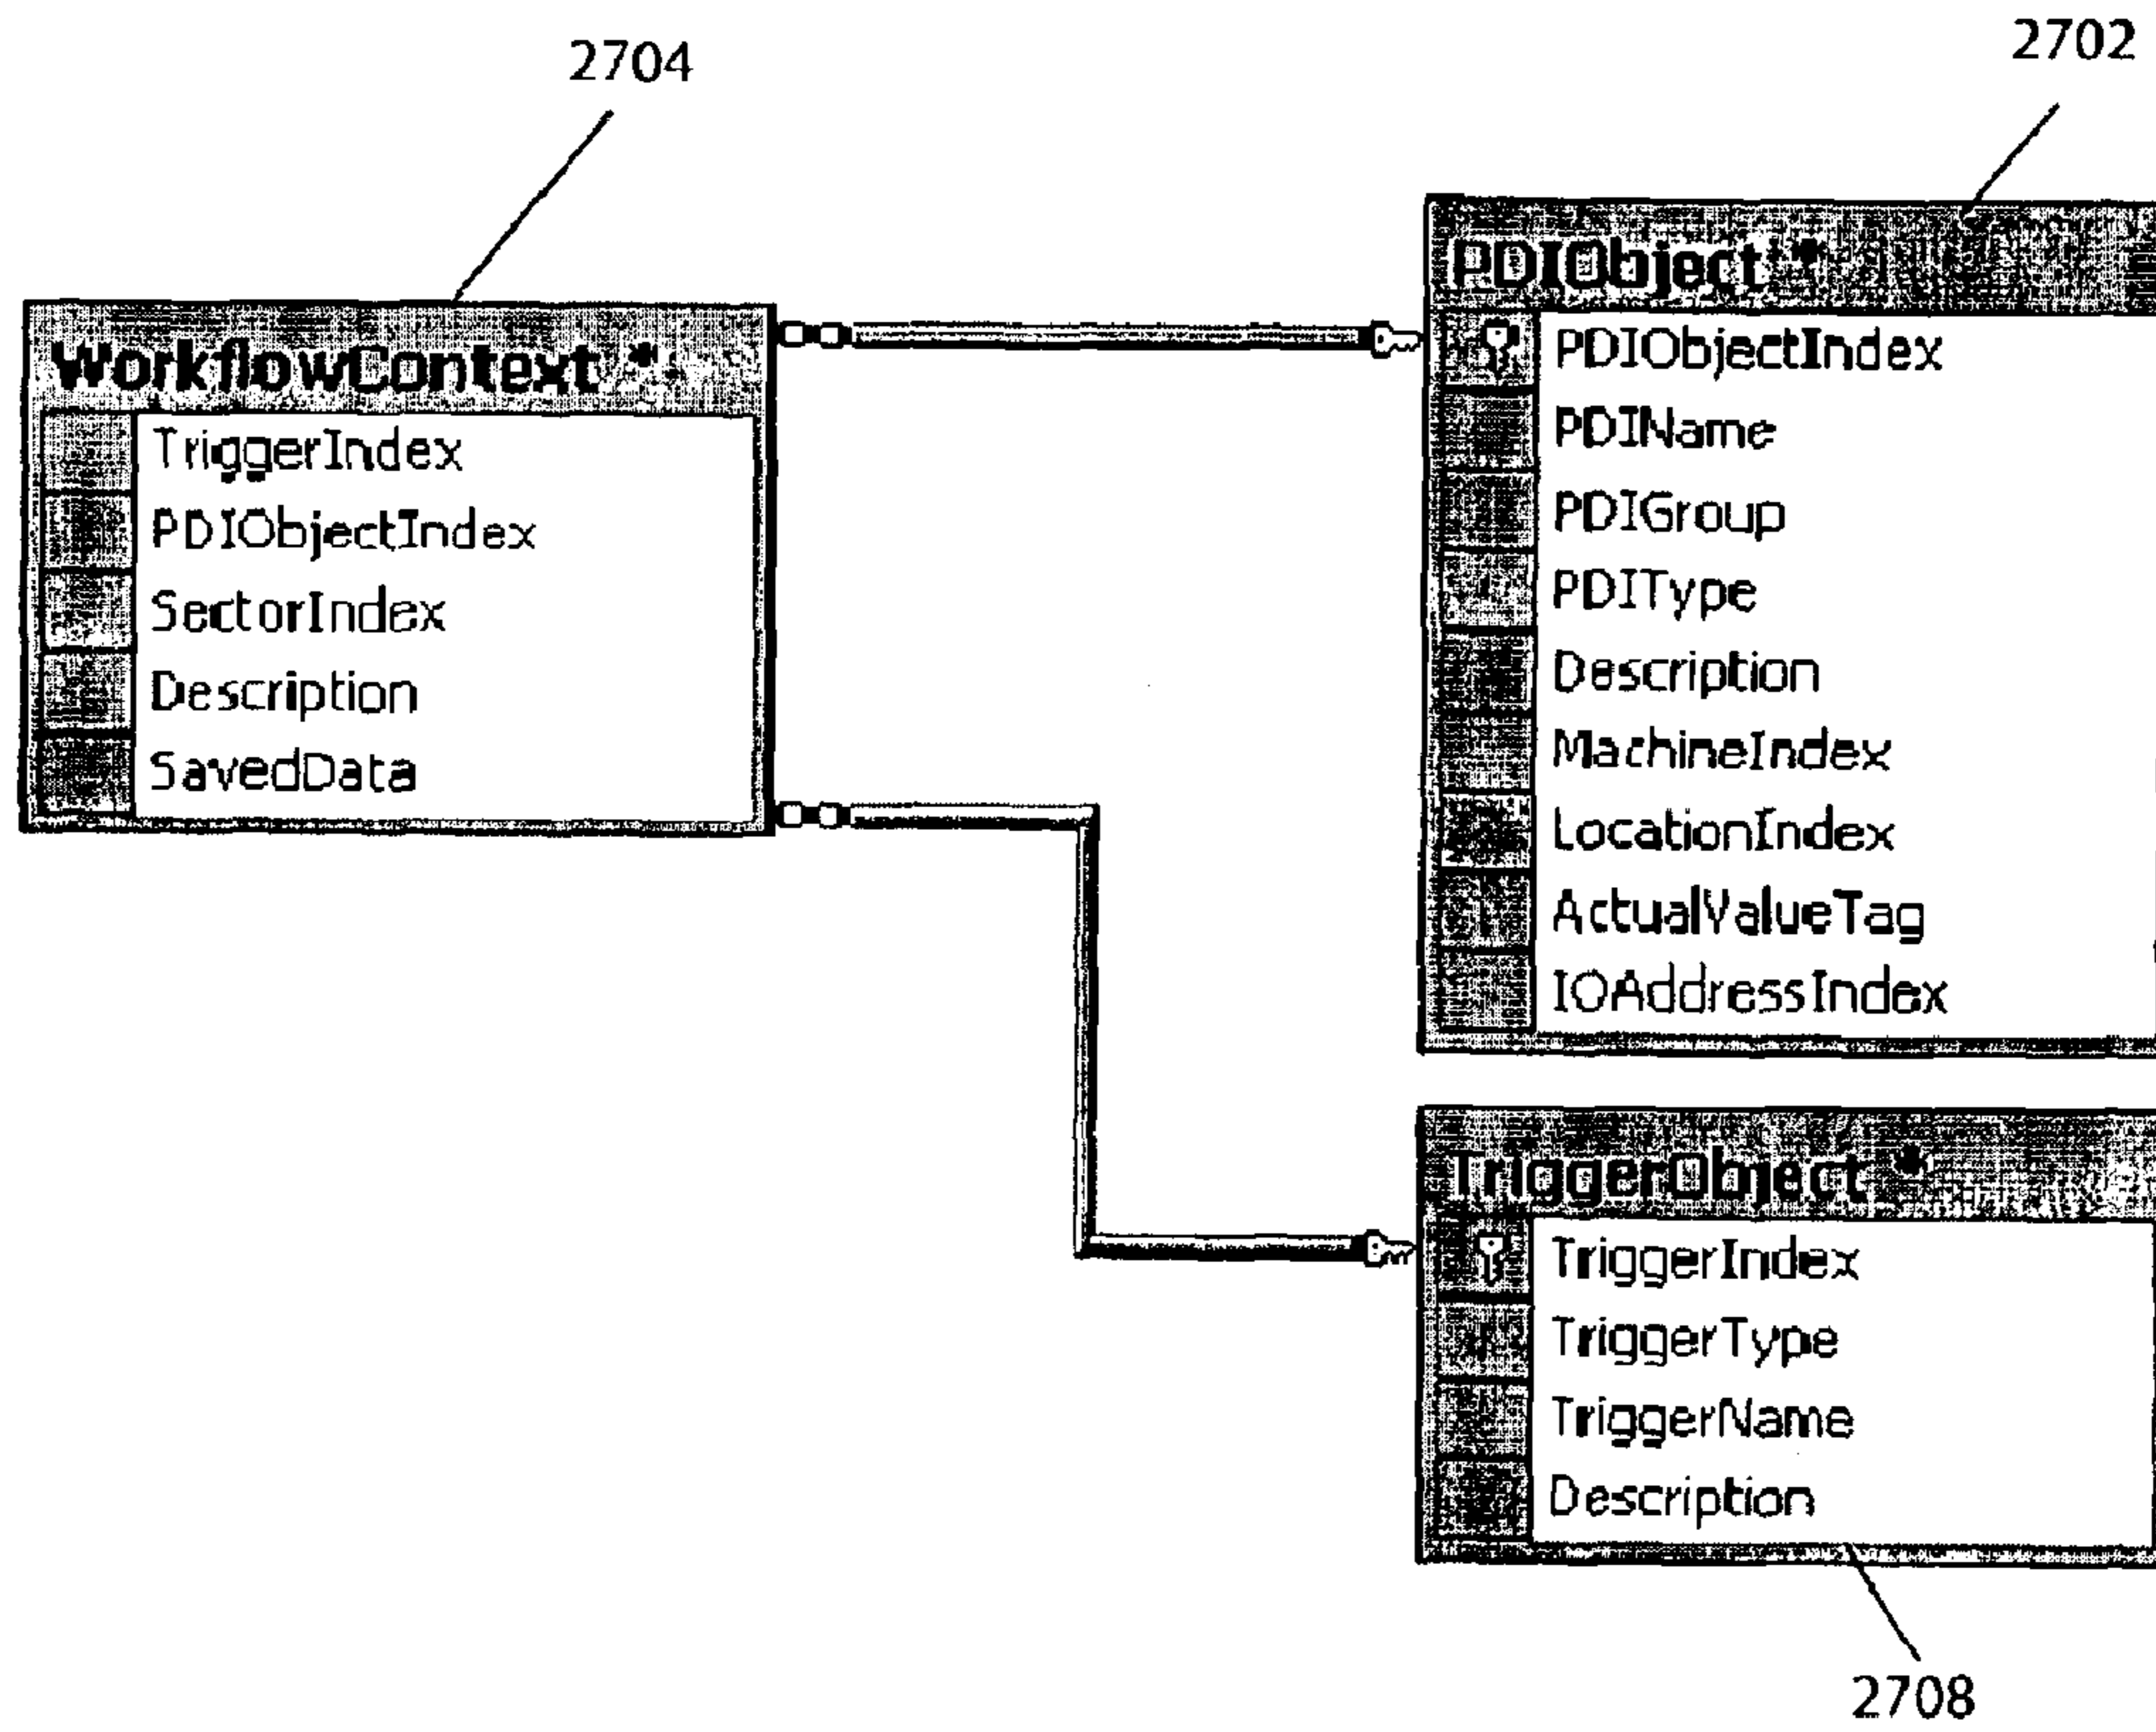 2704
2702
WorkflowContext *
TriggerIndex
PDIObjectIndex
SectorIndex
Description
SavedData
PDIObject *
PDIObjectIndex
PDIName
PDIGroup
PDIType
Description
MachineIndex
LocationIndex
ActualValueTag
IOAddressIndex
TriggerObject *
TriggerIndex
TriggerType
TriggerName
Description
2708